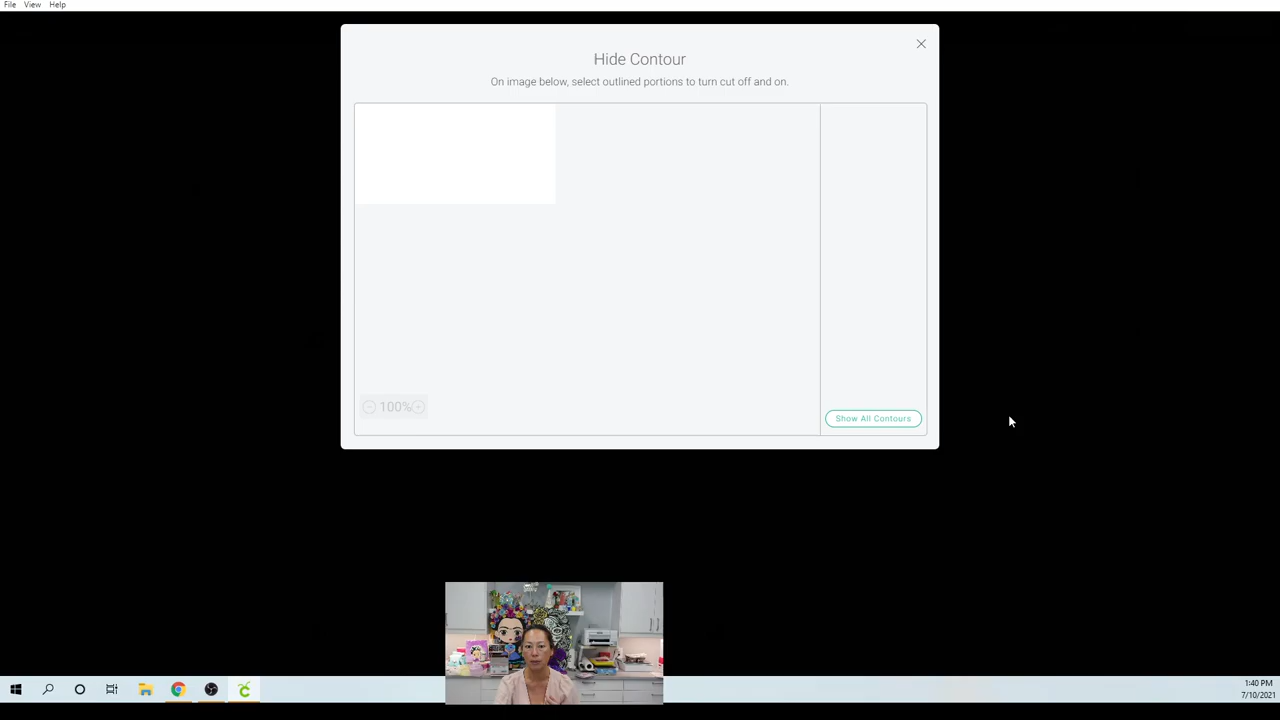 File View Help
Hide Contour
On image below, select outlined portions to turn cut off and on.
100%
Show All Contours
1:40 PM
7/10/2021